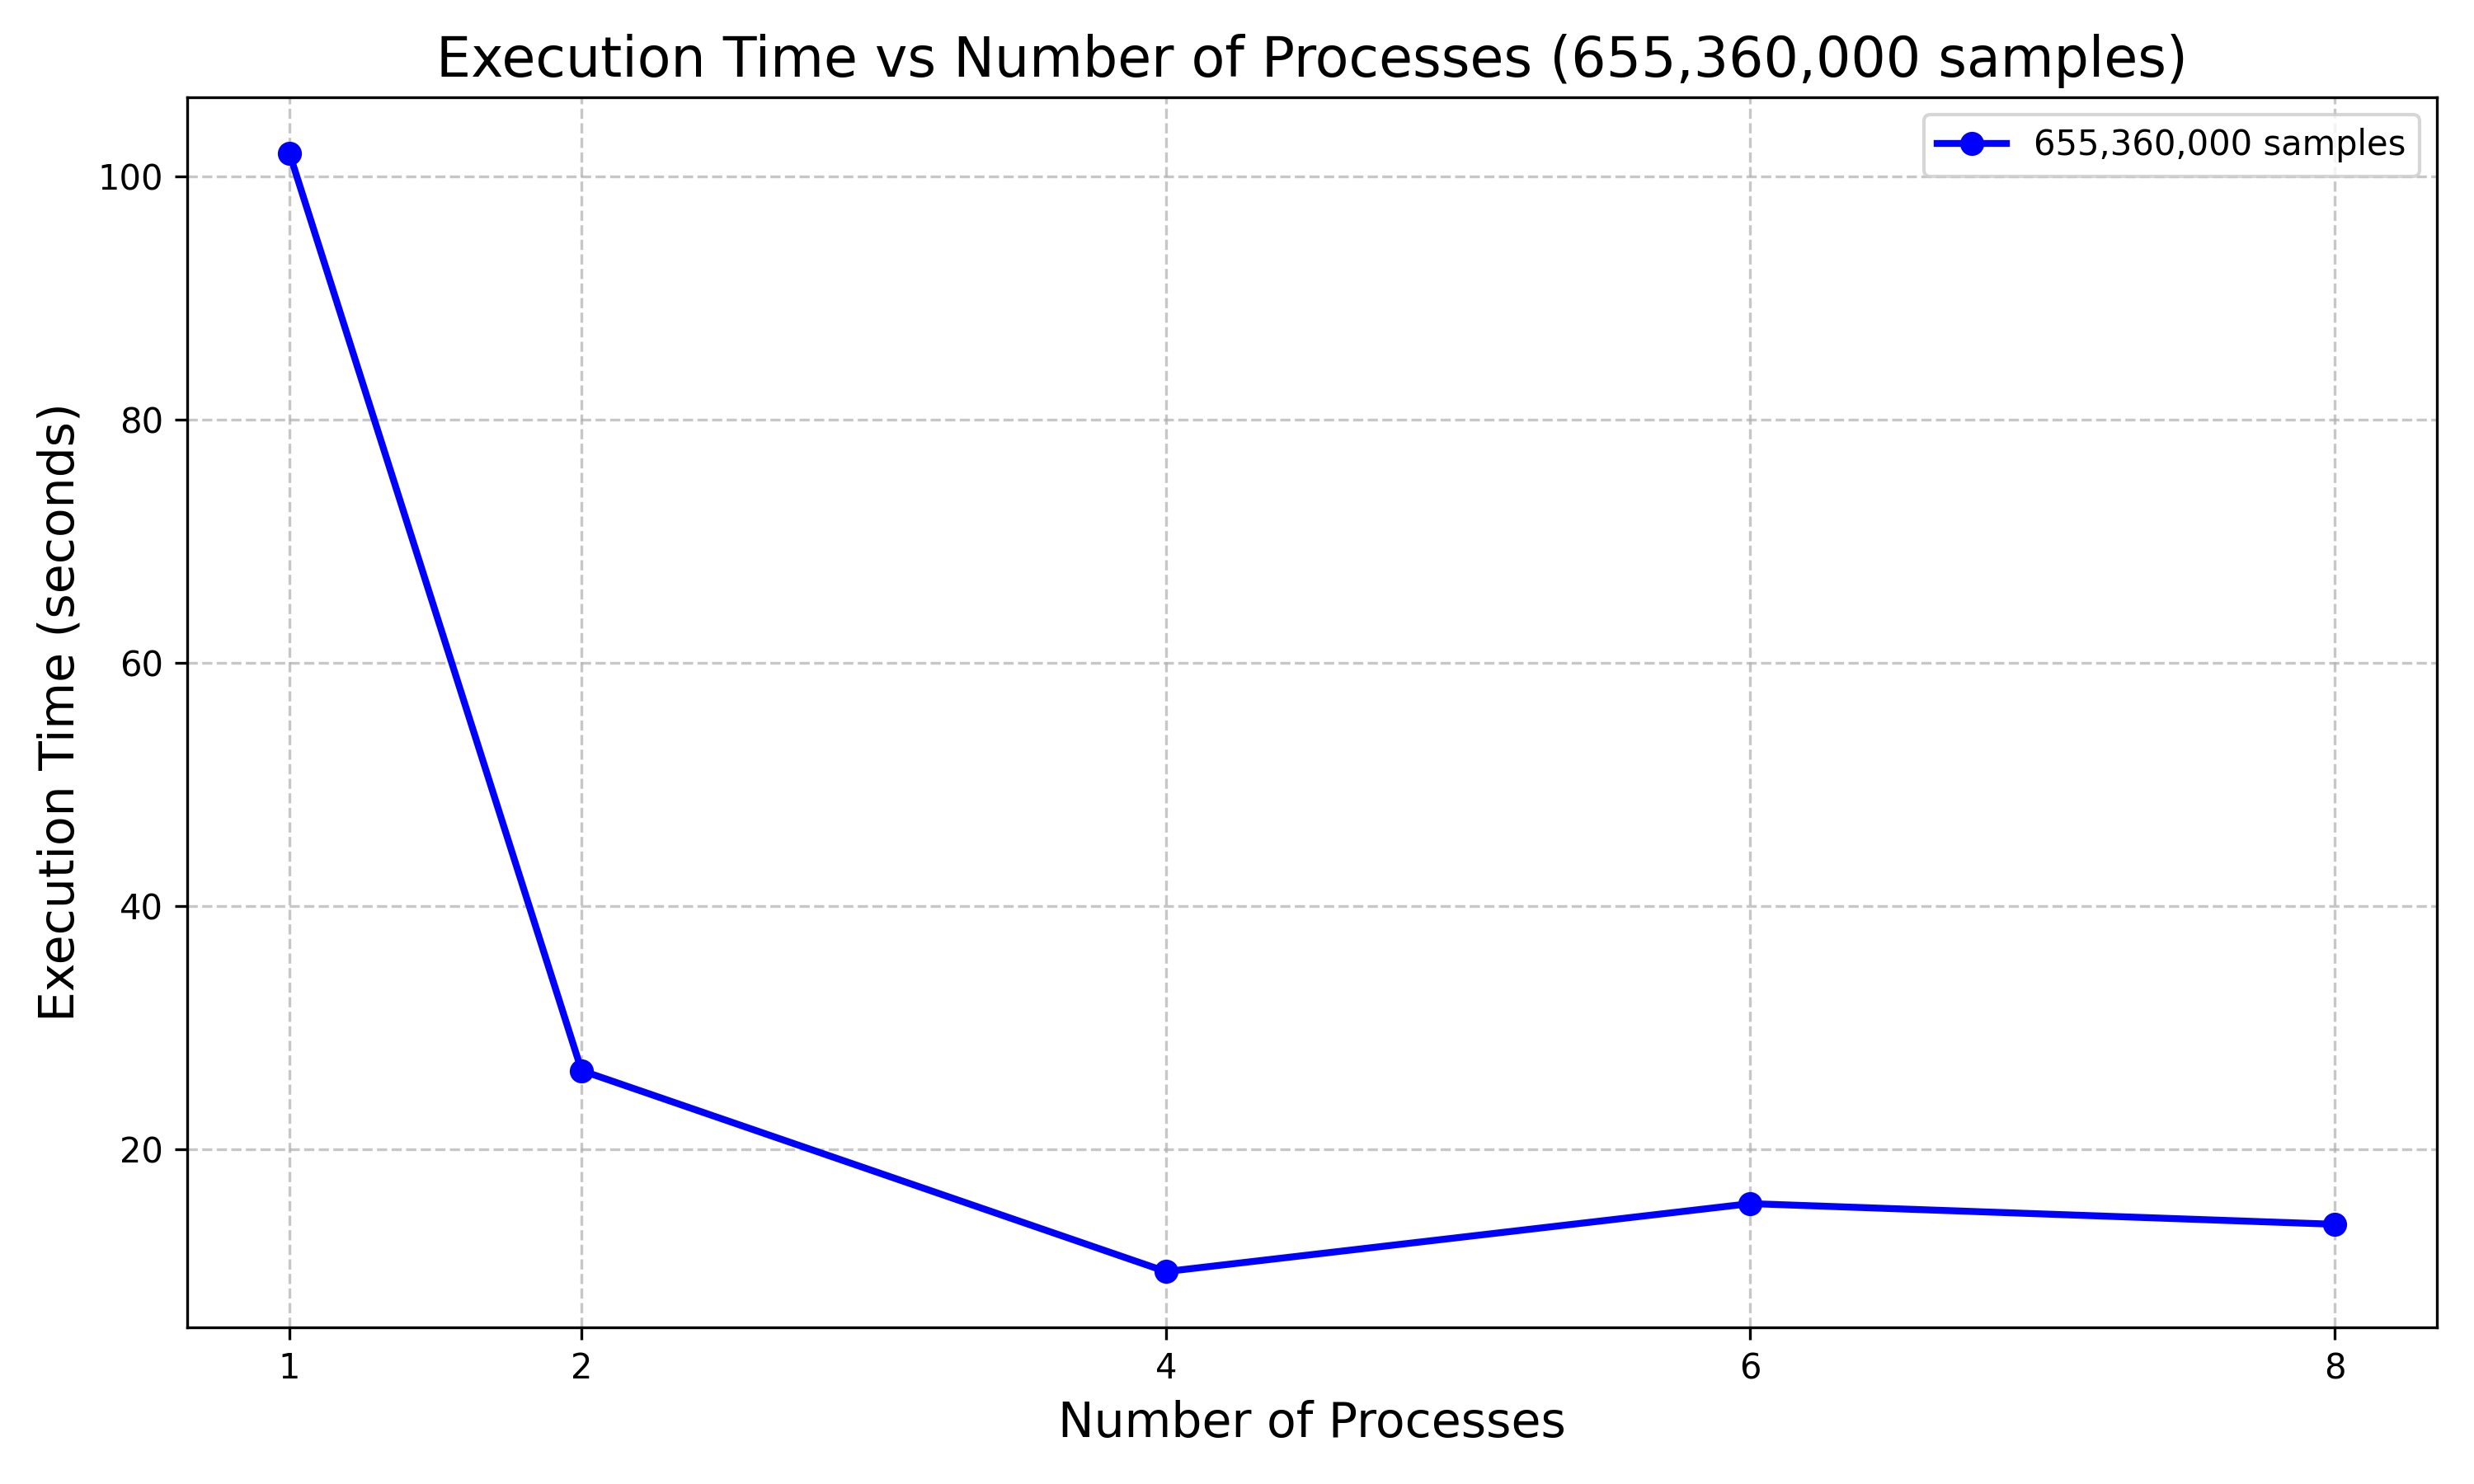 Execution Time vs Number of Processes (655,360,000 samples)
655,360,000 samples
Execution Time (seconds)
100
80
60
40
20
1 2 4 6 8
Number of Processes